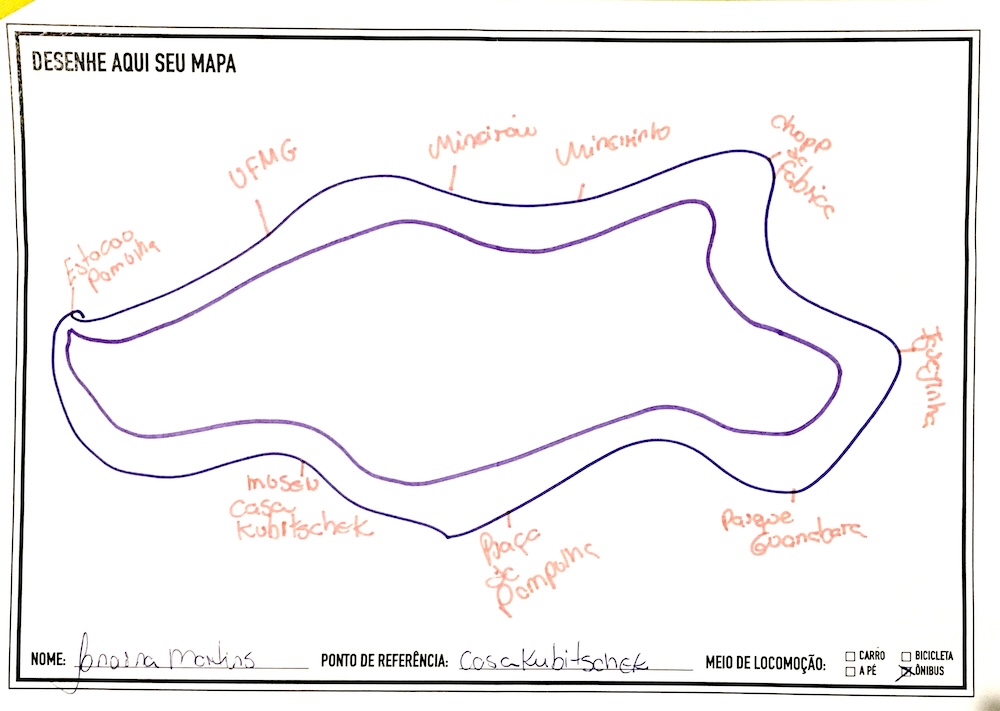 DESENHE AQUI SEU MAPA
Estacao
Pampulha
UFMG
Mineirão
Mineirinho
Chopp
da
Fabrica
Igrejinha
museu
Casa
Kubitschek
Praça
da
Pampulha
Parque
Guanabara
NOME: Janaina Martins PONTO DE REFERÊNCIA: Casa Kubitschek MEIO DE LOCOMOÇÃO: CARRO BICICLETA
A PÉ ÔNIBUS